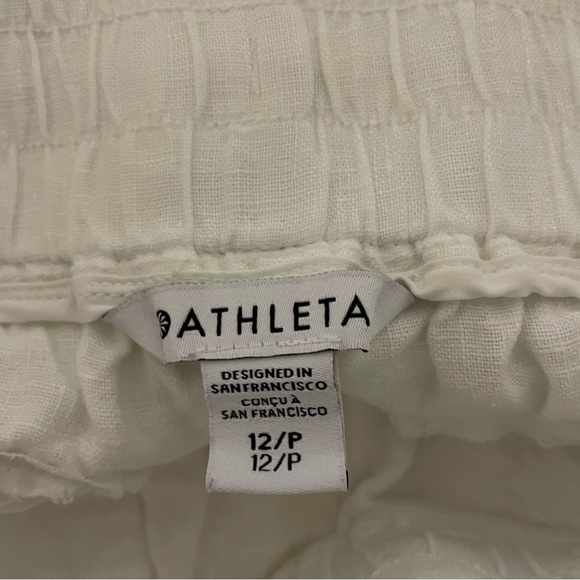 ATHLETA
DESIGNED IN
SAN FRANCISCO
CONÇU À
SAN FRANCISCO
12/P
12/P